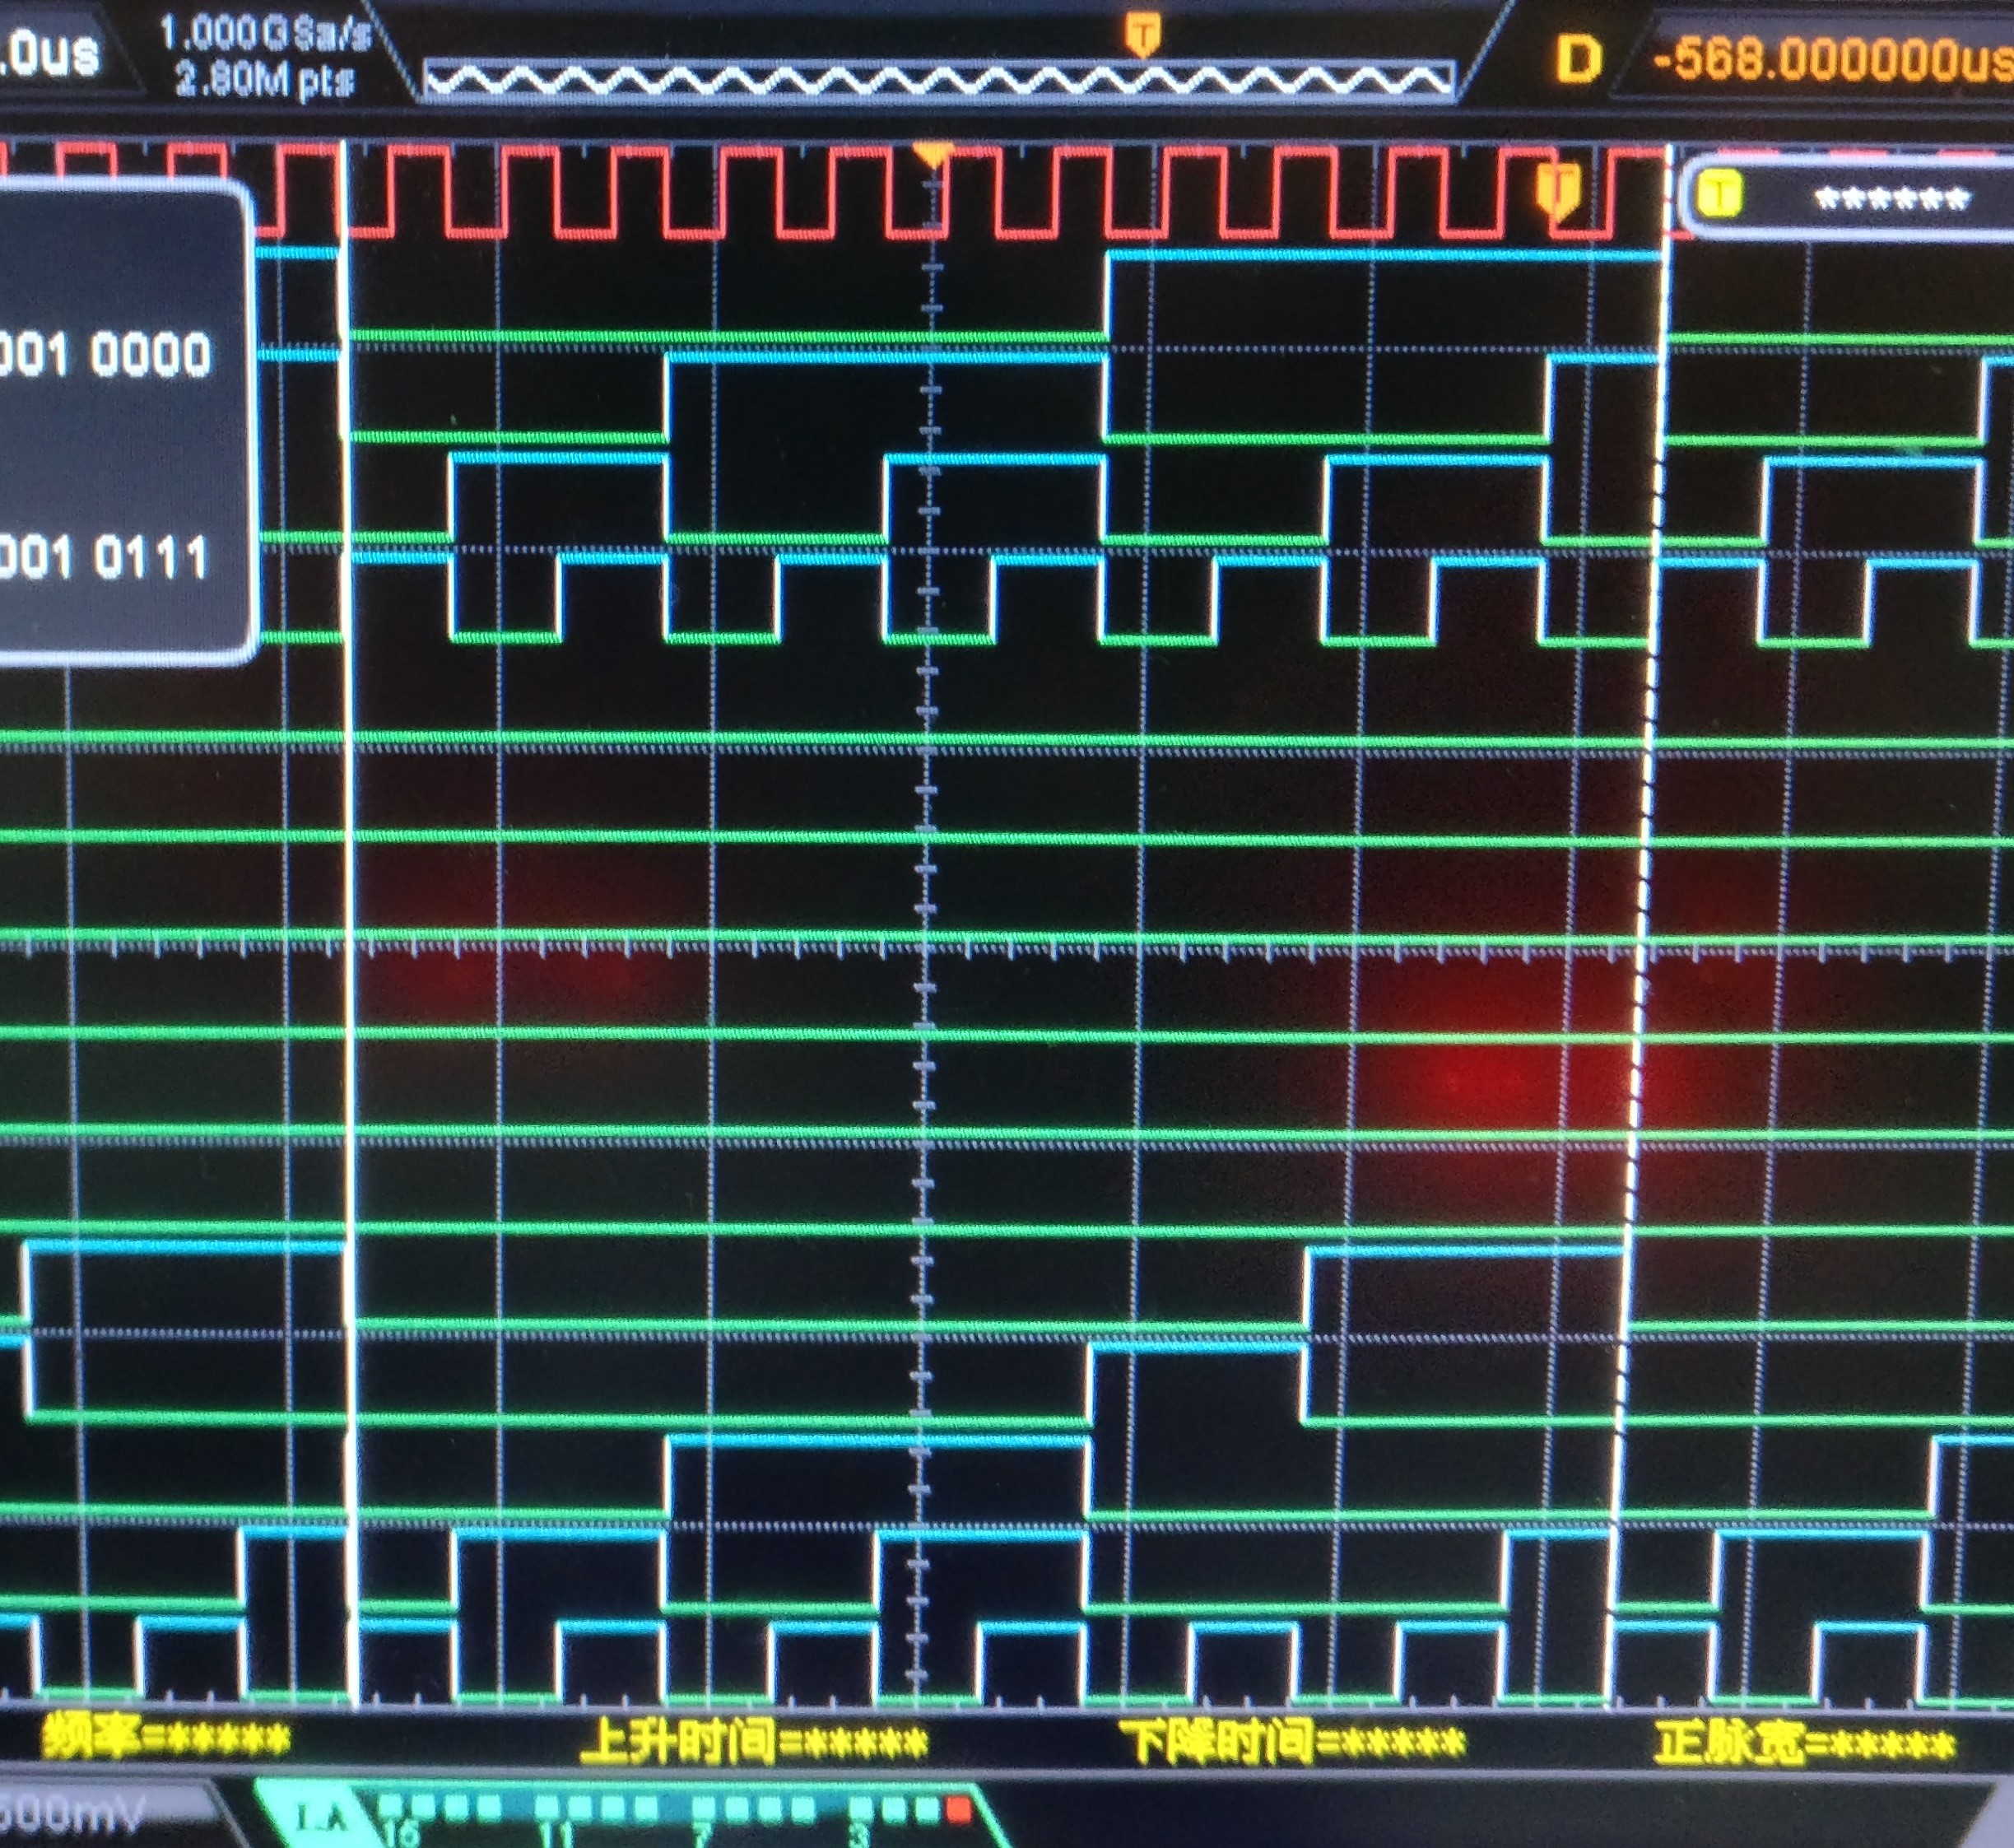 .0us
1.000GSa/s
2.80M pts
T
D
-568.000000us
T
T
******
001 0000
001 0111
频率=*****
上升时间=*****
下降时间=*****
正脉宽=*****
500mV
LA
15
11
7
3